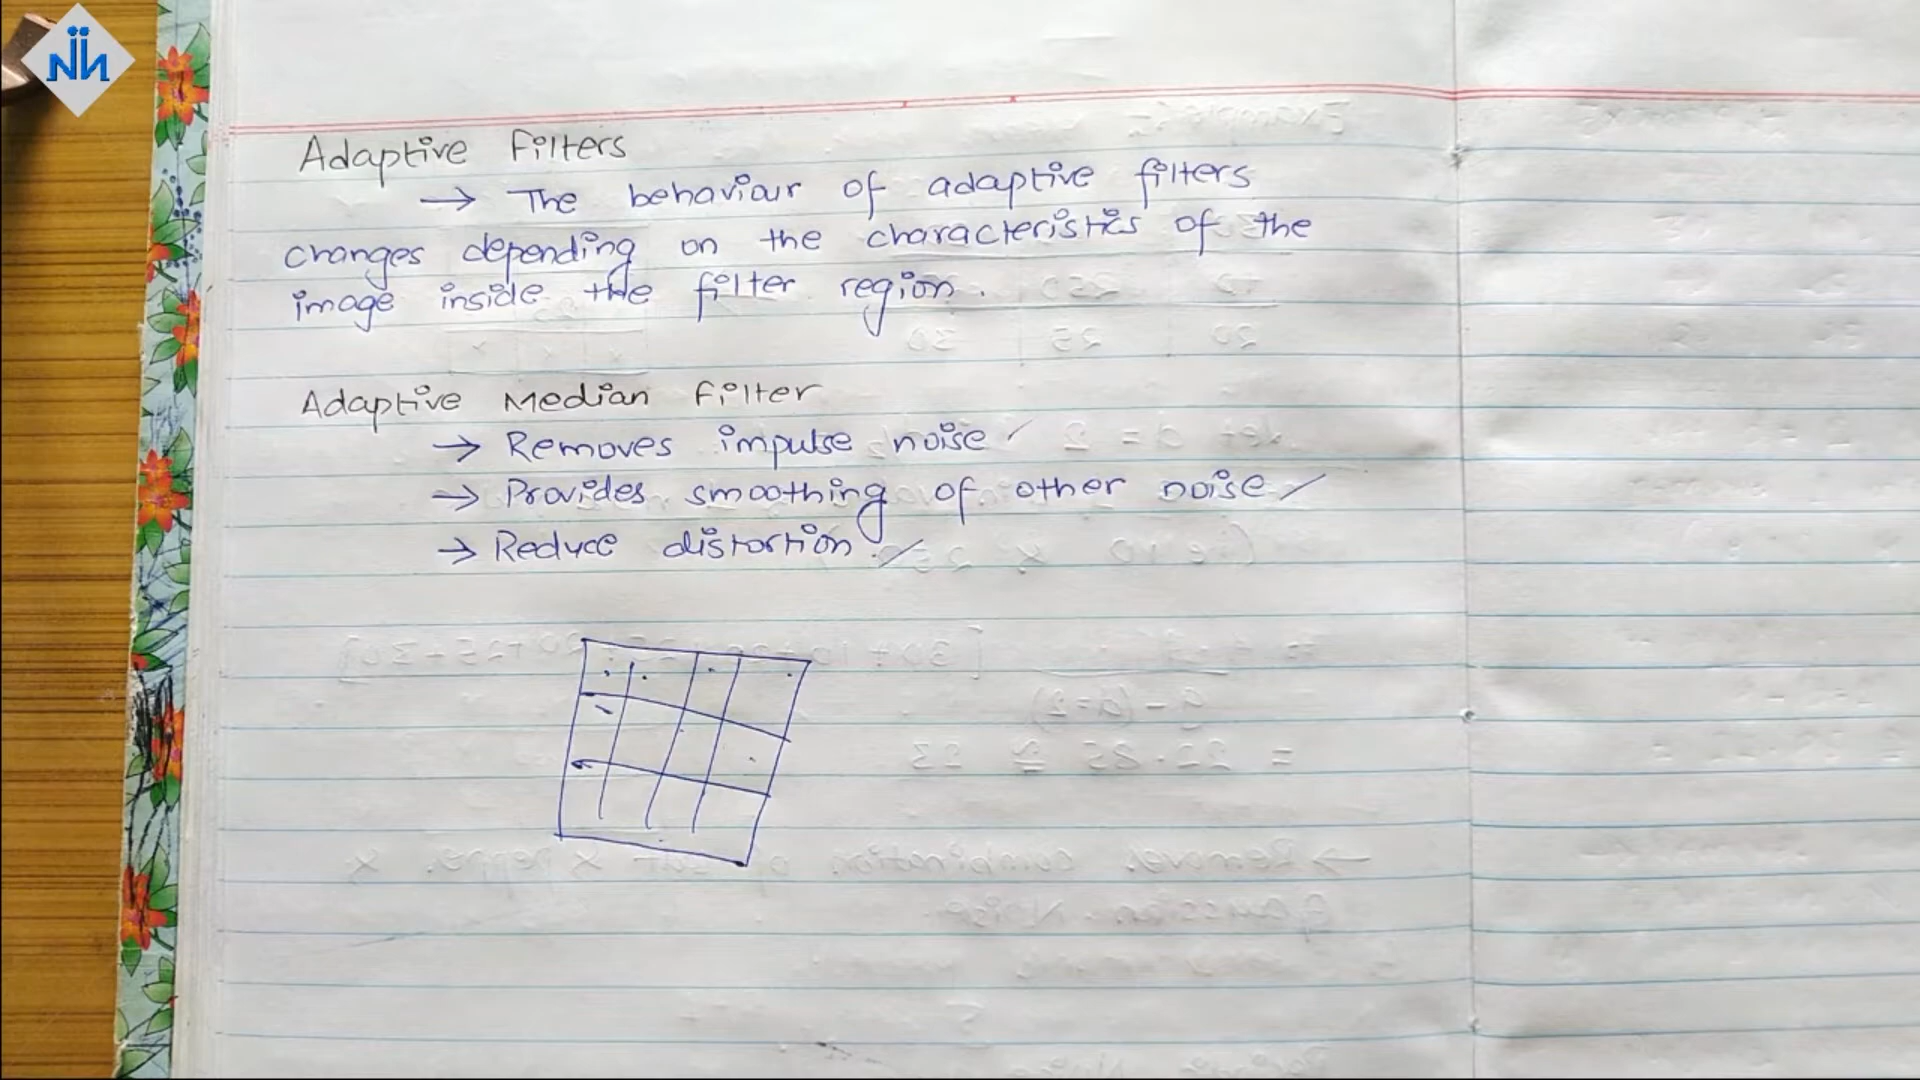 Adaptive Filters
→ The behaviour of adaptive filters
changes depending on the characteristics of the
image inside the filter region.
Adaptive Median Filter
→ Removes impulse noise
→ Provides smoothing of other noise
→ Reduce distortion.